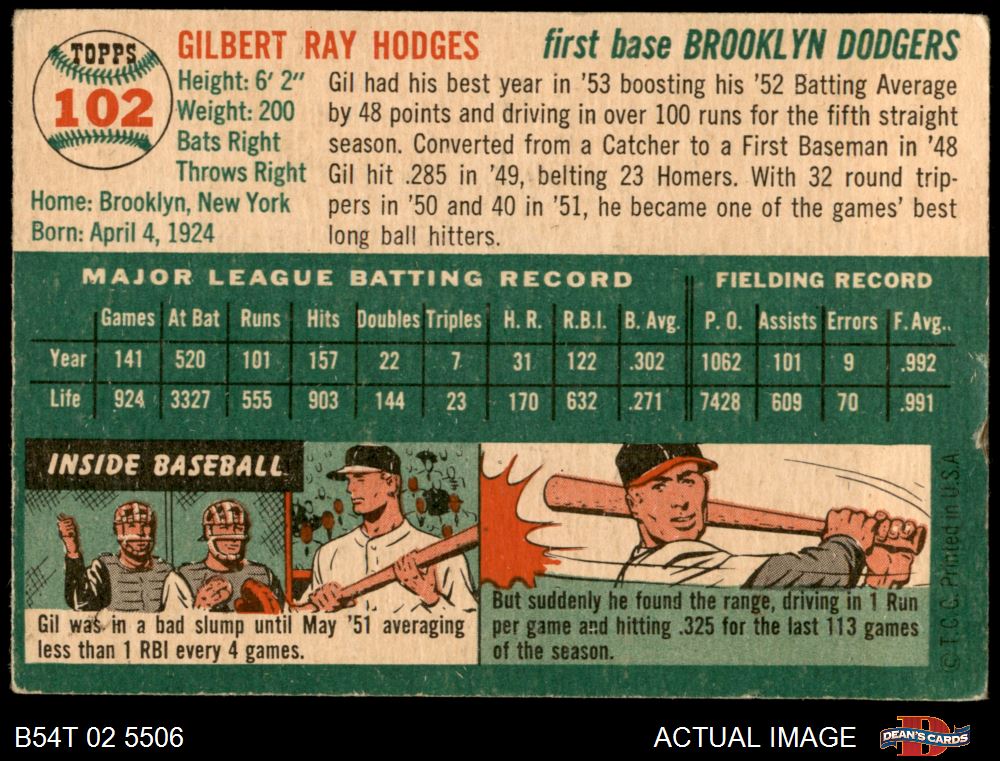 TOPPS
102
GILBERT RAY HODGES first base BROOKLYN DODGERS
Height: 6' 2"
Weight: 200
Bats Right
Throws Right
Home: Brooklyn, New York
Born: April 4, 1924
Gil had his best year in '53 boosting his '52 Batting Average
by 48 points and driving in over 100 runs for the fifth straight
season. Converted from a Catcher to a First Baseman in '48
Gil hit .285 in '49, belting 23 Homers. With 32 round trip-
pers in '50 and 40 in '51, he became one of the games' best
long ball hitters.
MAJOR LEAGUE BATTING RECORD FIELDING RECORD
Games At Bat Runs Hits Doubles Triples H. R. R.B.I. B. Avg. P. O. Assists Errors F. Avg.
Year 141 520 101 157 22 7 31 122 .302 1062 101 9 .992
Life 924 3327 555 903 144 23 170 632 .271 7428 609 70 .991
INSIDE BASEBALL
Gil was in a bad slump until May '51 averaging
less than 1 RBI every 4 games.
But suddenly he found the range, driving in 1 Run
per game and hitting .325 for the last 113 games
of the season.
© T.C.G. Printed in U.S.A
B54T 02 5506 ACTUAL IMAGE
D
DEAN'S CARDS